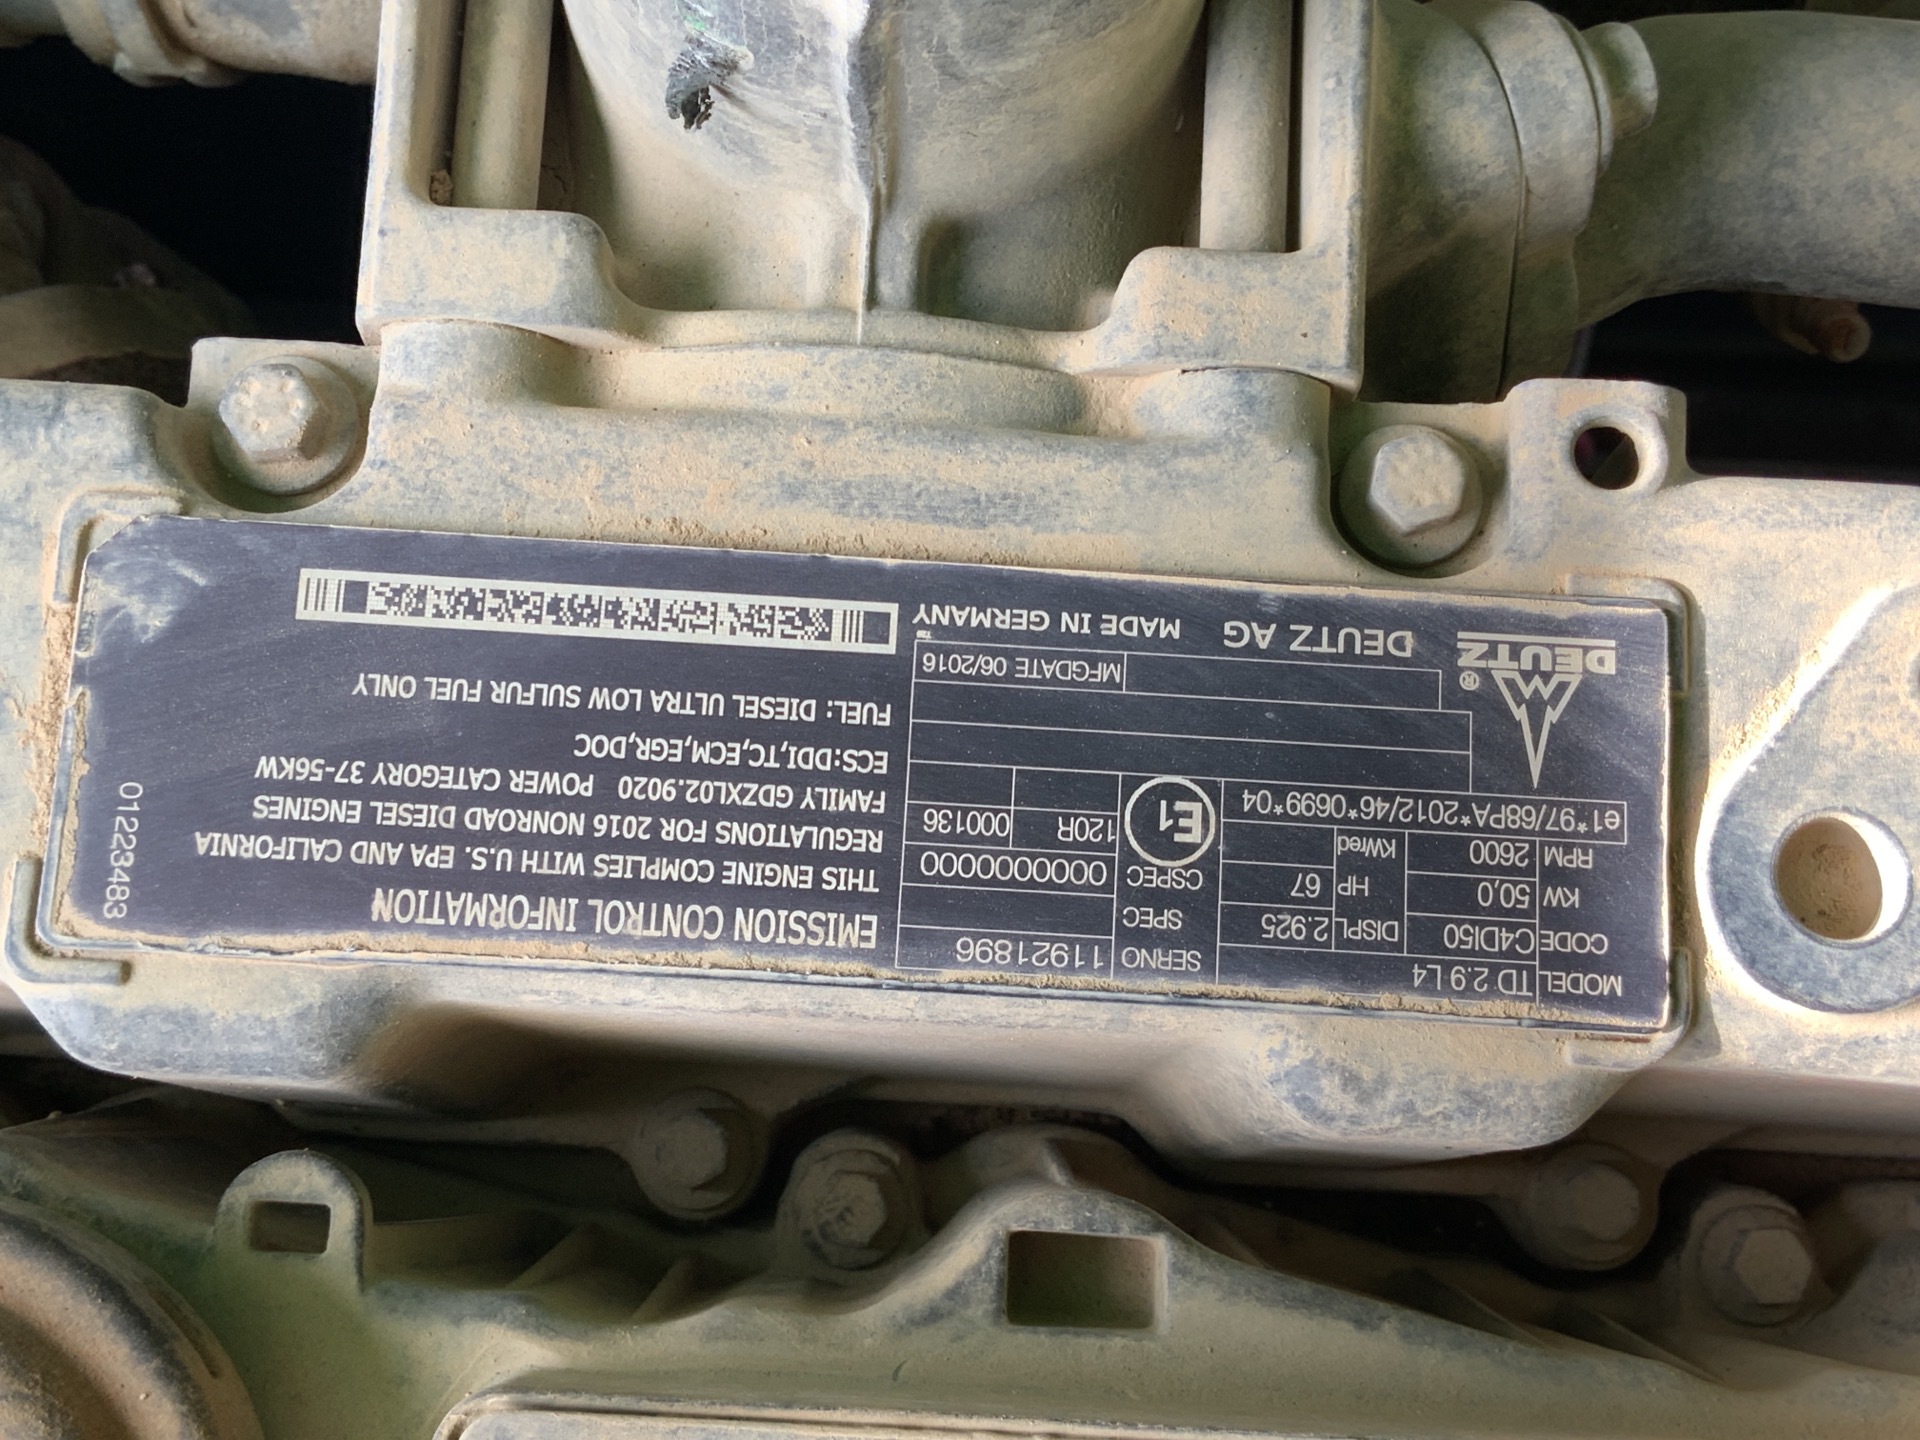 MODEL TD 2.9 L4
CODE C4DI50 DISPL 2.925
KW 50,0 HP 67
RPM 2600 KWred
e1*97/68PA*2012/46*0699*04
DEUTZ ®
SERNO 11921896
SPEC
CSPEC 0000000000
E1 120R 000136
MFGDATE 06/2016
DEUTZ AG MADE IN GERMANY
EMISSION CONTROL INFORMATION
THIS ENGINE COMPLIES WITH U.S. EPA AND CALIFORNIA
REGULATIONS FOR 2016 NONROAD DIESEL ENGINES
FAMILY GDZXL02.9020 POWER CATEGORY 37-56KW
ECS:DDI,TC,ECM,EGR,DOC
FUEL: DIESEL ULTRA LOW SULFUR FUEL ONLY
01223483